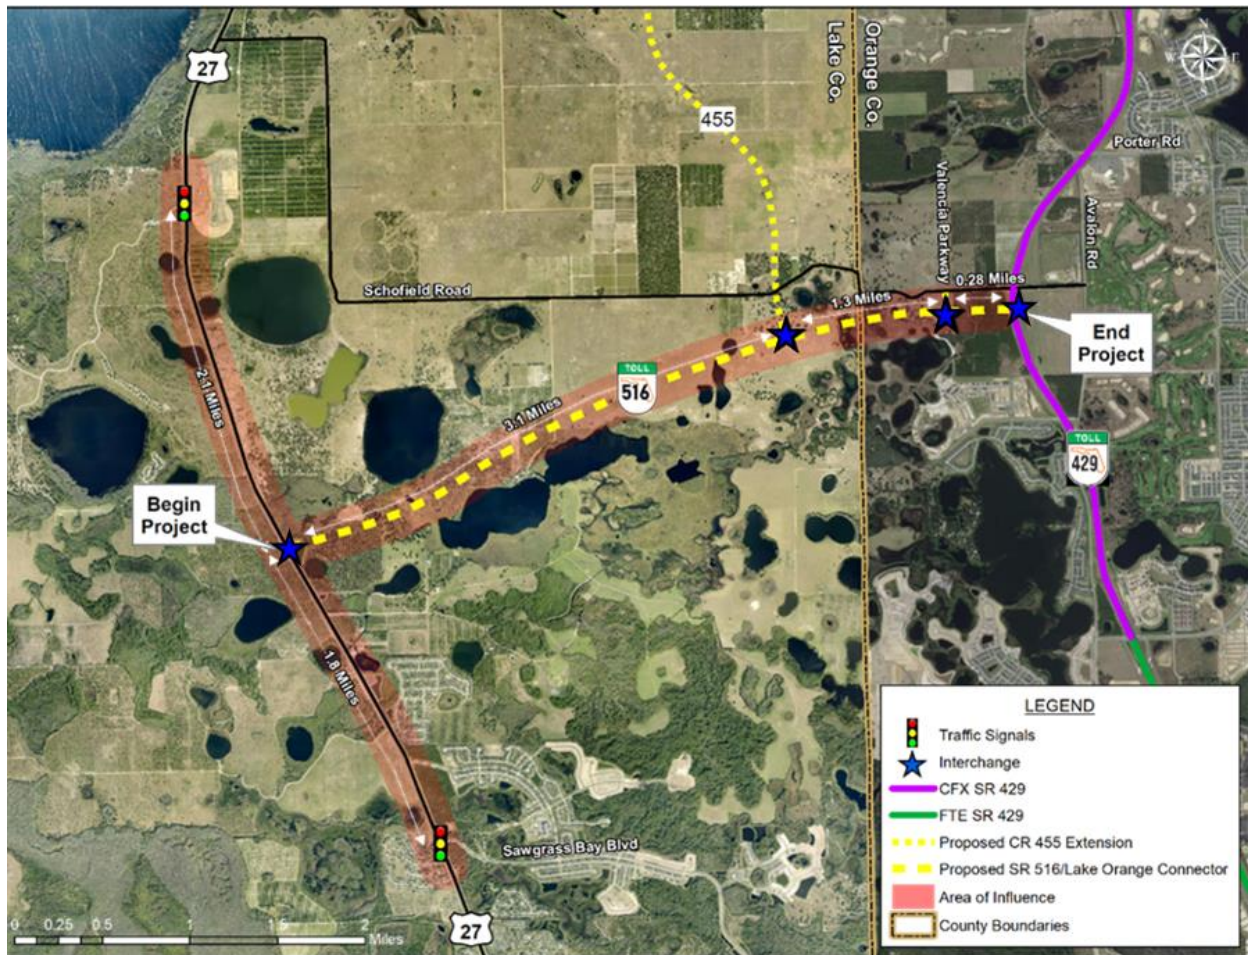 27
Lake Co.
Orange Co.
N
W
455
Porter Rd
Valencia Parkway
Avalon Rd
Schofield Road
0.28 Miles
1.3 Miles
End
Project
TOLL
516
2.1 Miles
3.1 Miles
TOLL
429
Begin
Project
1.8 Miles
Sawgrass Bay Blvd
27
0 0.25 0.5 1 1.5 2
Miles
LEGEND
Traffic Signals
Interchange
CFX SR 429
FTE SR 429
Proposed CR 455 Extension
Proposed SR 516/Lake Orange Connector
Area of Influence
County Boundaries